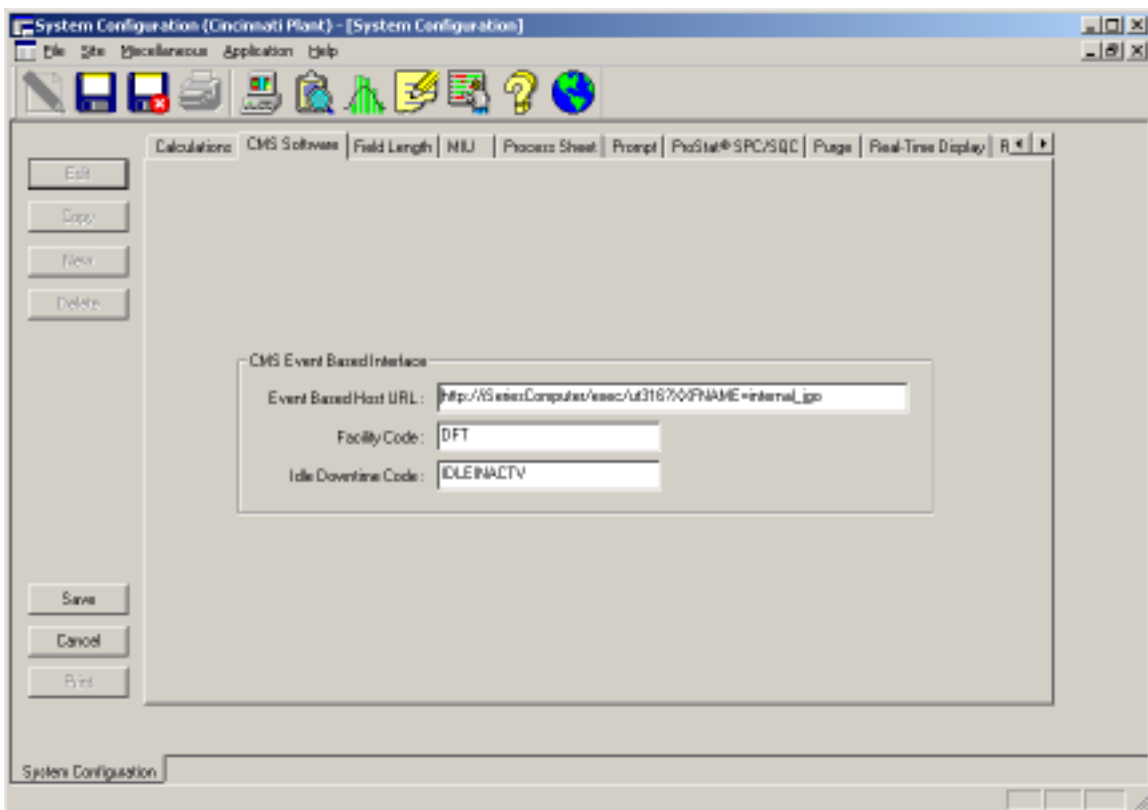 System Configuration (Cincinnati Plant) - [System Configuration]
File Site Miscellaneous Application Help
Calculations CMS Software Field Length MIU Process Sheet Prompt ProStat® SPC/SQC Purge Real-Time Display R
Edit
Copy
New
Delete
CMS Event Based Interface
Event Based Host URL :
Facility Code : DFT
Idle Downtime Code : IDLEINACTV
Save
Cancel
Print
System Configuration